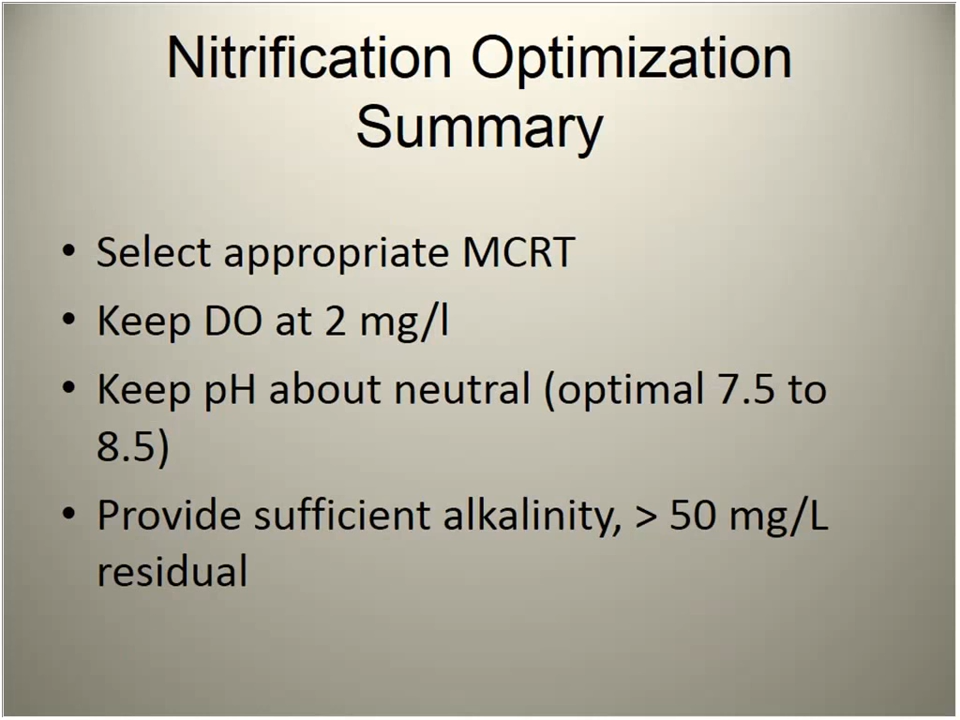 Nitrification Optimization
Summary
• Select appropriate MCRT
• Keep DO at 2 mg/l
• Keep pH about neutral (optimal 7.5 to
8.5)
• Provide sufficient alkalinity, > 50 mg/L
residual